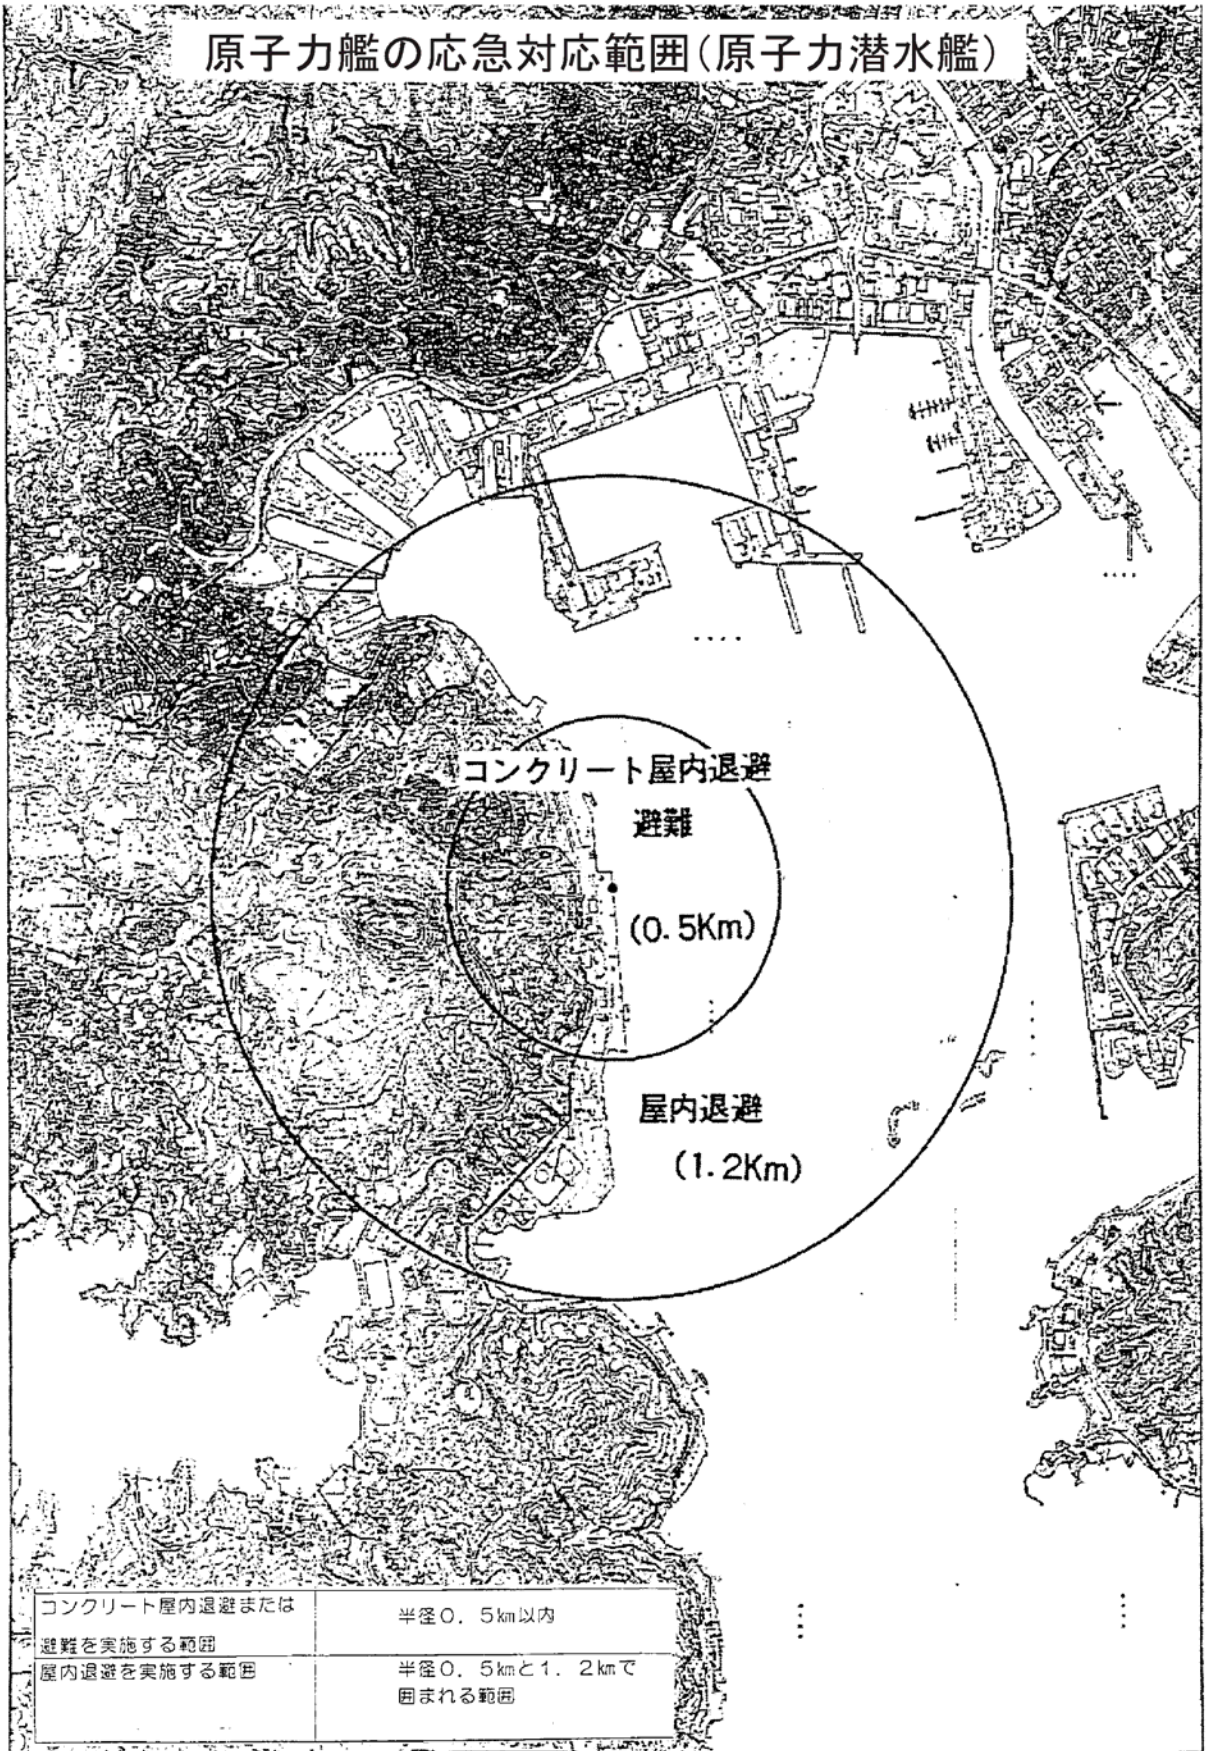 原子力艦の応急対応範囲(原子力潜水艦)
コンクリート屋内退避
避難
(0.5Km)
屋内退避
(1.2Km)
コンクリート屋内退避または
避難を実施する範囲
半径0．5㎞以内
屋内退避を実施する範囲
半径0．5㎞と1．2㎞で
囲まれる範囲